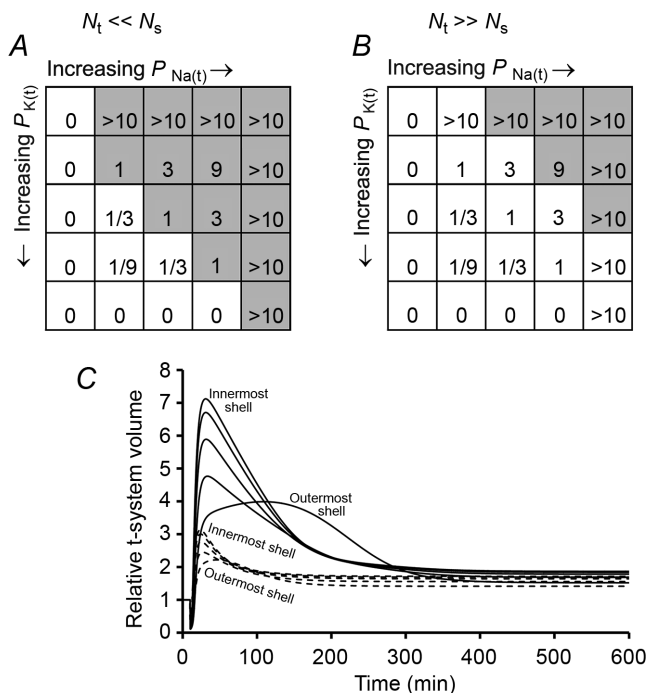 Nt << Ns
Nt >> Ns
A
B
Increasing P Na(t) →
Increasing P Na(t) →
← Increasing PK(t)
← Increasing PK(t)
0 >10 >10 >10 >10
0 1 3 9 >10
0 1/3 1 3 >10
0 1/9 1/3 1 >10
0 0 0 0 >10
0 >10 >10 >10 >10
0 1 3 9 >10
0 1/3 1 3 >10
0 1/9 1/3 1 >10
0 0 0 0 >10
C
Relative t-system volume
8
7
6
5
4
3
2
1
0
Innermost
shell
Outermost
shell
Innermost shell
Outermost shell
0 100 200 300 400 500 600
Time (min)